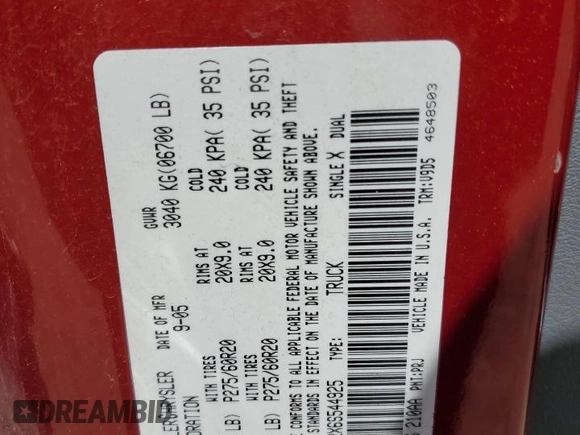 DATE OF MFR GVWR
9-05 3040 KG(06700 LB)
WITH TIRES RIMS AT COLD
LB) P275/60R20 20X9.0 240 KPA( 35 PSI)
WITH TIRES RIMS AT COLD
LB) P275/60R20 20X9.0 240 KPA( 35 PSI)
CONFORMS TO ALL APPLICABLE FEDERAL MOTOR VEHICLE SAFETY AND THEFT
STANDARDS IN EFFECT ON THE DATE OF MANUFACTURE SHOWN ABOVE.
X6S544925 TYPE: TRUCK SINGLE X DUAL
210AA PNT:PRJ VEHICLE MADE IN U.S.A. TRM:V9D5
4648503
DREAMBID